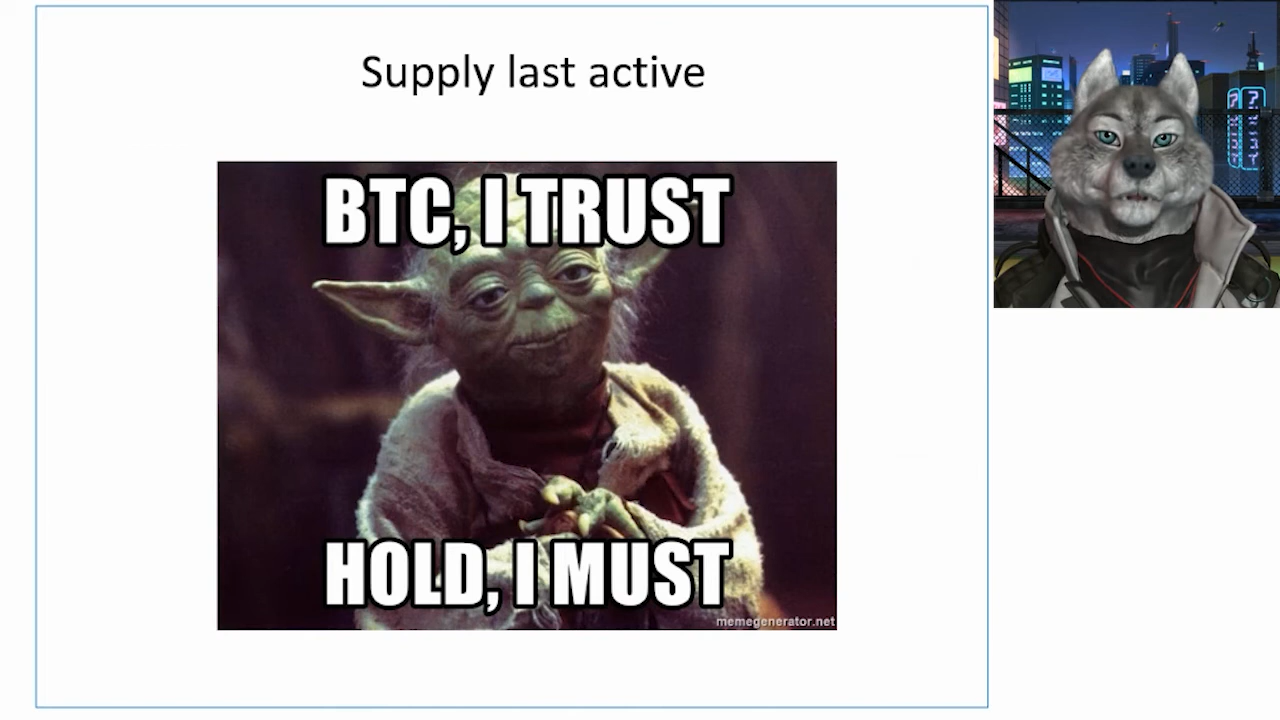 Supply last active
BTC, I TRUST
HOLD, I MUST
memegenerator.net